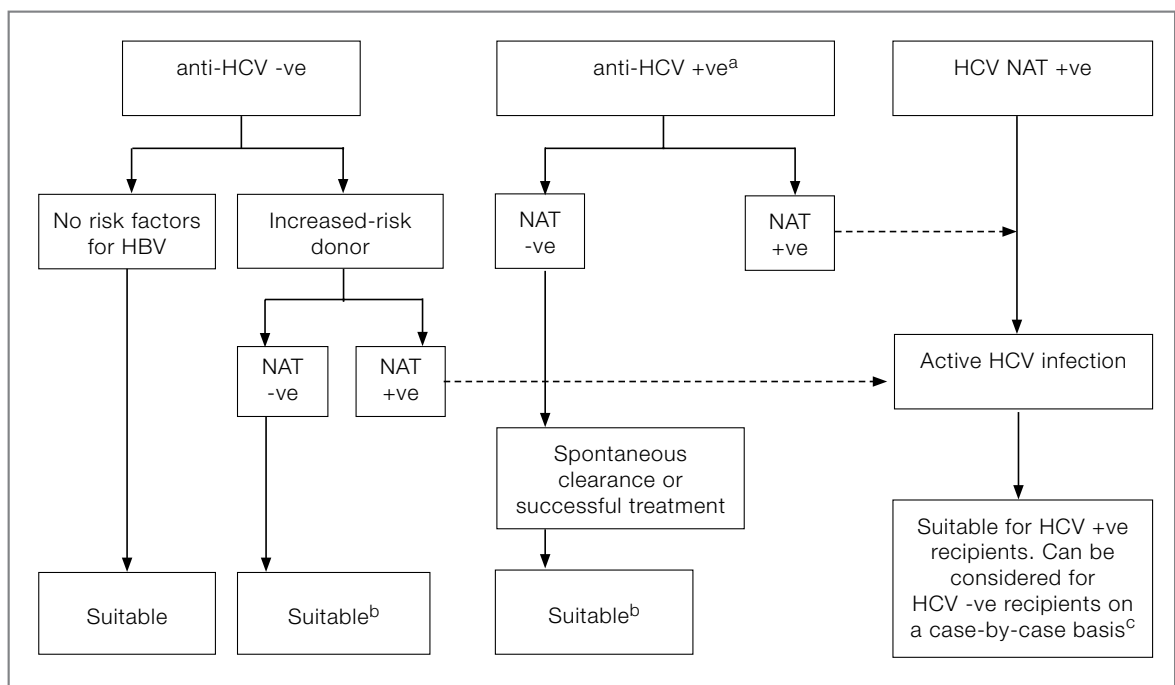 anti-HCV -ve
anti-HCV +veᵃ
HCV NAT +ve
No risk factors
for HBV
Increased-risk
donor
NAT
-ve
NAT
+ve
NAT
-ve
NAT
+ve
Active HCV infection
Spontaneous
clearance or
successful treatment
Suitable
Suitableᵇ
Suitableᵇ
Suitable for HCV +ve
recipients. Can be
considered for
HCV -ve recipients on
a case-by-case basisᶜ